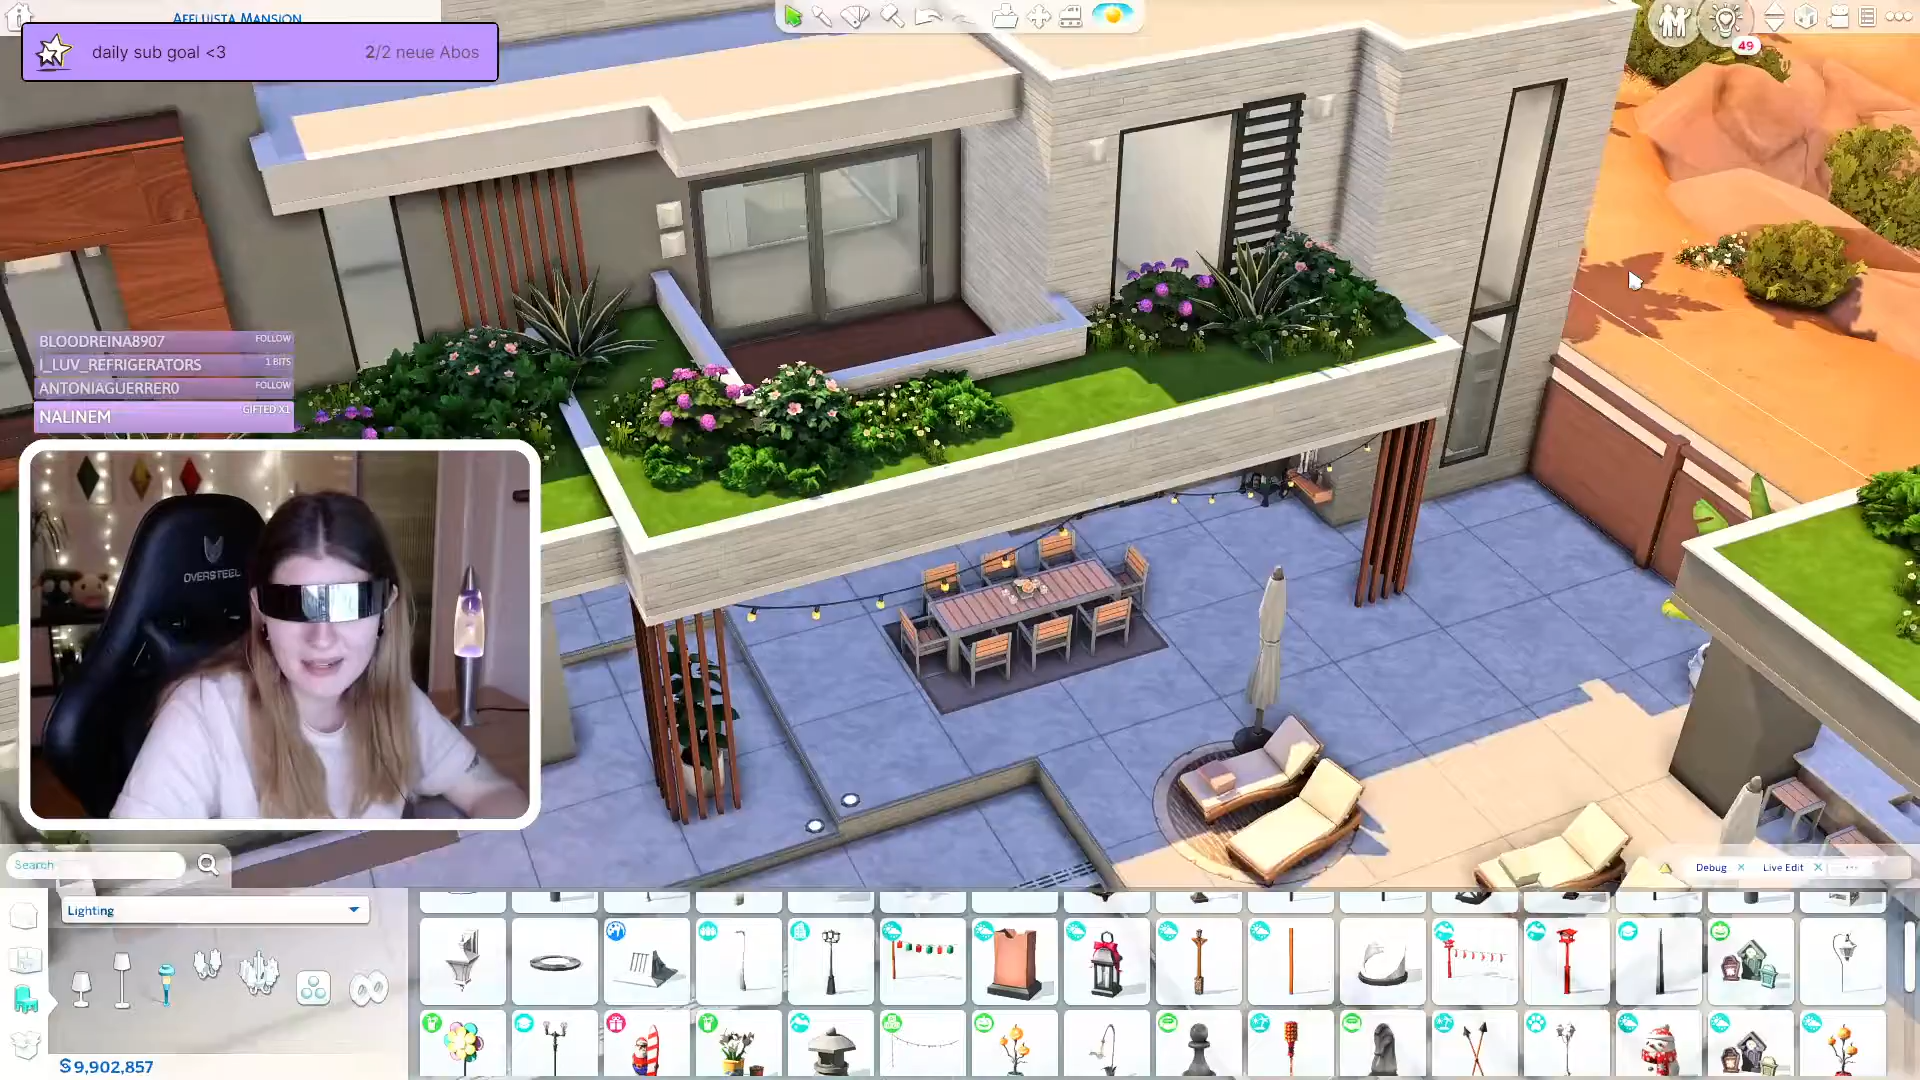 AFFLUISTA MANSION
daily sub goal <3
2/2 neue Abos
49
BLOODREINA8907 FOLLOW
I_LUV_REFRIGERATORS 1 BITS
ANTONIAGUERRER0 FOLLOW
NALINEM GIFTED X1
OVERSTEEL
Search
Debug
Live Edit
Lighting
9,902,857